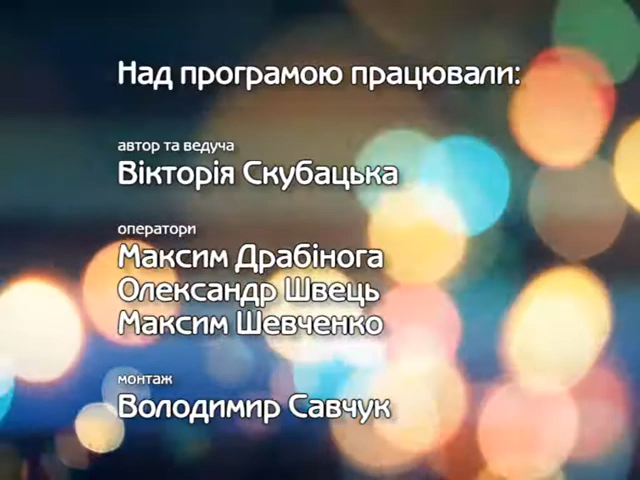 Над програмою працювали:
автор та ведуча
Вікторія Скубацька
оператори
Максим Драбінога
Олександр Швець
Максим Шевченко
монтаж
Володимир Савчук